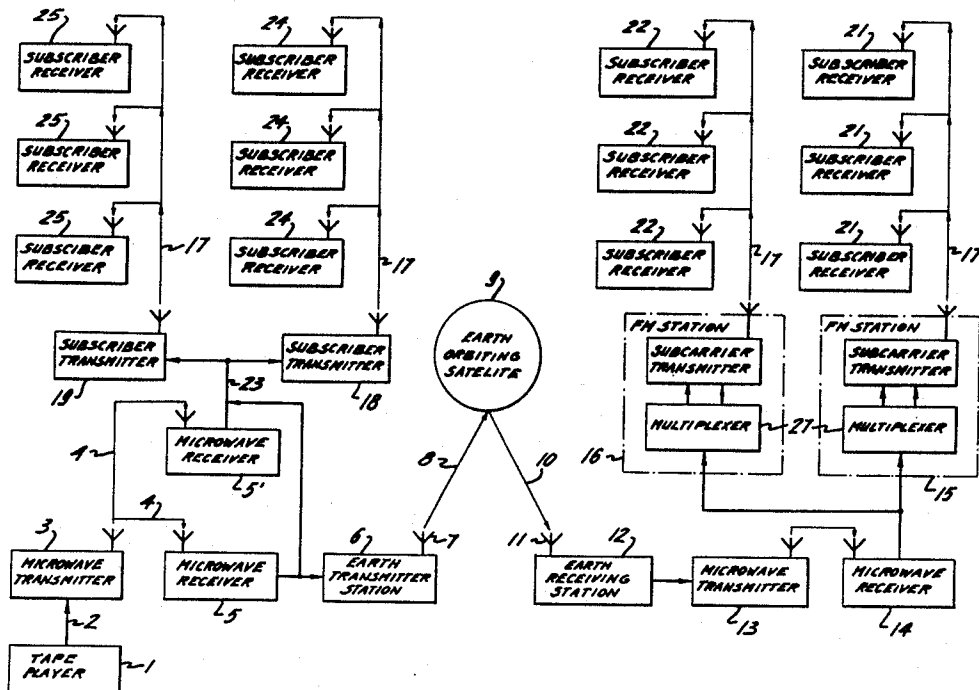 25
SUBSCRIBER
RECEIVER
24
SUBSCRIBER
RECEIVER
22
SUBSCRIBER
RECEIVER
21
SUBSCRIBER
RECEIVER
25
SUBSCRIBER
RECEIVER
24
SUBSCRIBER
RECEIVER
22
SUBSCRIBER
RECEIVER
21
SUBSCRIBER
RECEIVER
25
SUBSCRIBER
RECEIVER
24
SUBSCRIBER
RECEIVER
22
SUBSCRIBER
RECEIVER
21
SUBSCRIBER
RECEIVER
17
17
17
17
9
EARTH
ORBITING
SATELITE
SUBSCRIBER
TRANSMITTER
19
23
SUBSCRIBER
TRANSMITTER
18
FM STATION
SUBCARRIER
TRANSMITTER
MULTIPLEXER
16
27
FM STATION
SUBCARRIER
TRANSMITTER
MULTIPLEXER
15
4
MICROWAVE
RECEIVER
5'
8
10
3
MICROWAVE
TRANSMITTER
4
MICROWAVE
RECEIVER
5
6
7
EARTH
TRANSMITTER
STATION
11
12
EARTH
RECEIVING
STATION
MICROWAVE
TRANSMITTER
13
MICROWAVE
RECEIVER
14
2
TAPE
PLAYER
1